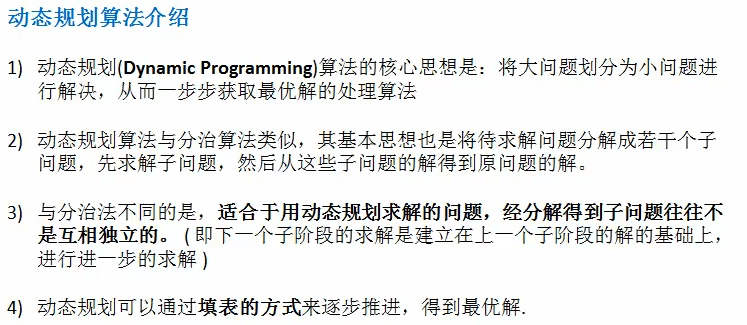 动态规划算法介绍
1) 动态规划(Dynamic Programming)算法的核心思想是：将大问题划分为小问题进
行解决，从而一步步获取最优解的处理算法
2) 动态规划算法与分治算法类似，其基本思想也是将待求解问题分解成若干个子
问题，先求解子问题，然后从这些子问题的解得到原问题的解。
3) 与分治法不同的是，适合于用动态规划求解的问题，经分解得到子问题往往不
是互相独立的。 ( 即下一个子阶段的求解是建立在上一个子阶段的解的基础上，
进行进一步的求解 )
4) 动态规划可以通过填表的方式来逐步推进，得到最优解.